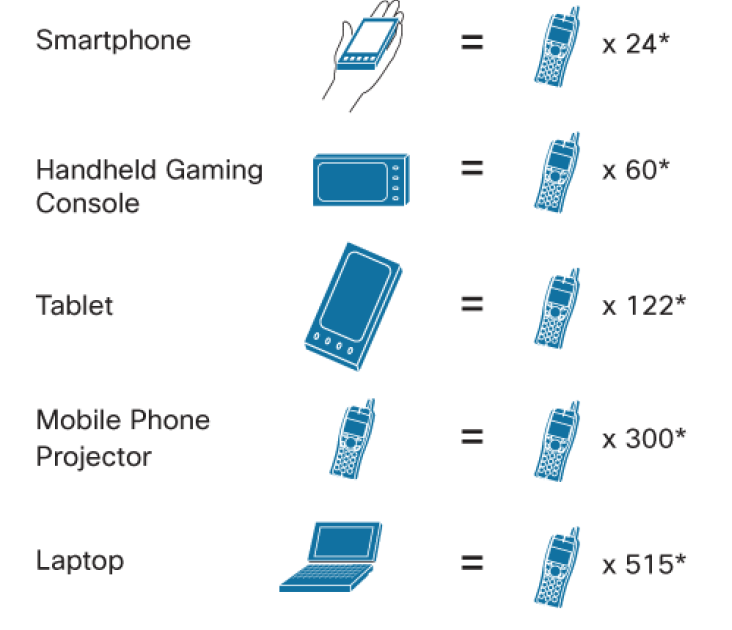 Smartphone = x 24*
Handheld Gaming = x 60*
Console
Tablet = x 122*
Mobile Phone
Projector = x 300*
Laptop = x 515*